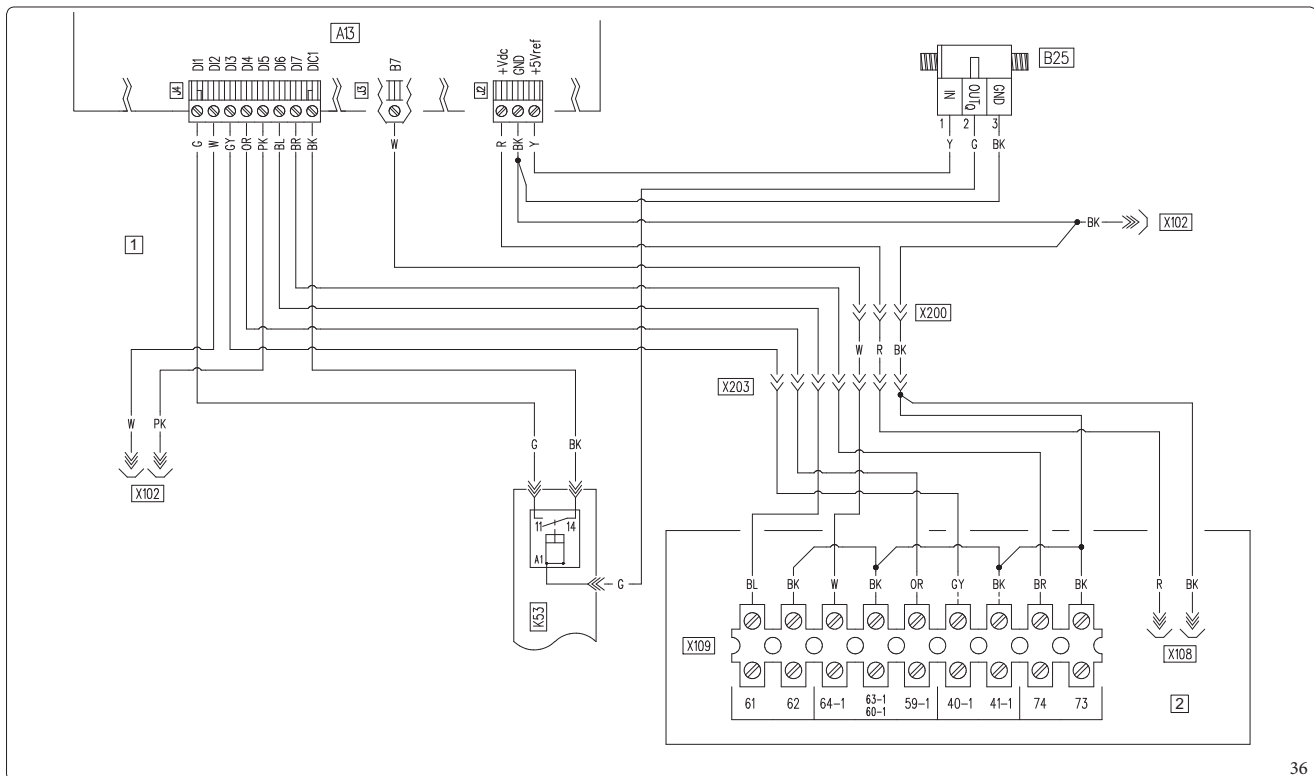 A13
B25
J4
DI1
DI2
DI3
DI4
DI5
DI6
DI7
DIC1
J3
B7
J2
+Vdc
GND
+5Vref
IN
OUTQ
GND
1
2
3
G
W
GY
OR
PK
BL
BR
BK
W
R
BK
Y
Y
G
BK
BK
X102
1
X200
W
R
BK
X203
W
PK
X102
G
BK
11
14
A1
G
K53
BL
BK
W
BK
OR
GY
BK
BR
BK
R
BK
X109
X108
61
62
64-1
63-1
60-1
59-1
40-1
41-1
74
73
2
36